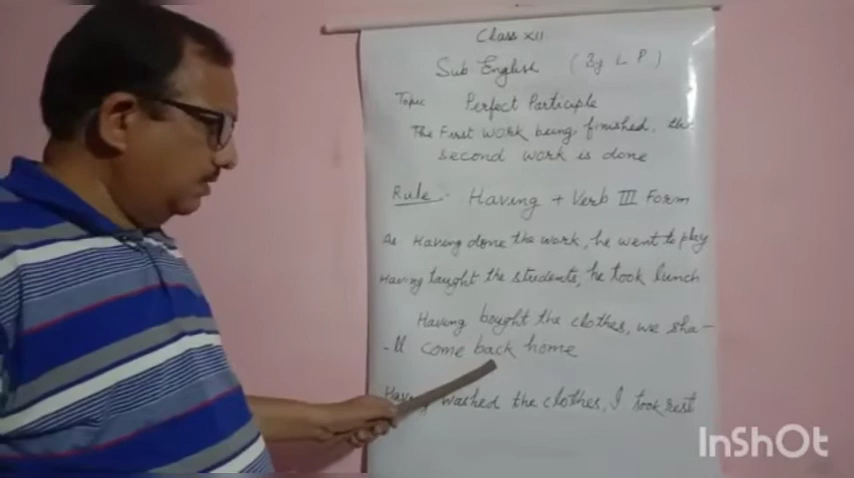 Class XII
Sub English (By L P)
Topic Perfect Participle
The First work being finished, the
second work is done
Rule:- Having + Verb III Form
As Having done the work, he went to play
Having taught the students, he took lunch
Having bought the clothes, we sha-
-ll come back home
Having washed the clothes, I took rest
InShOt